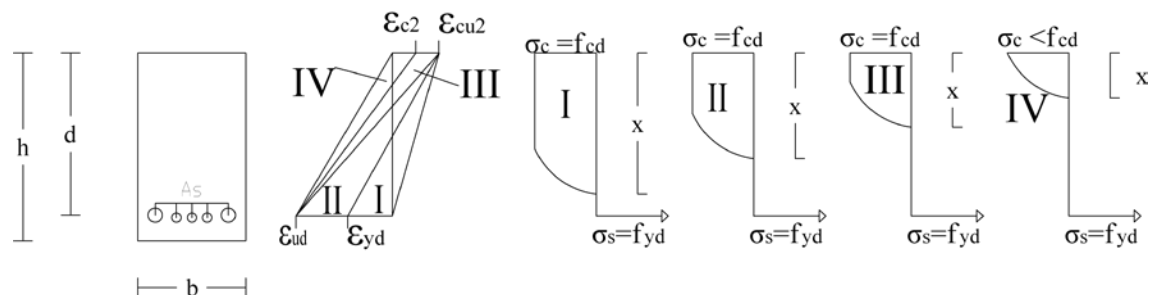 εc2 εcu2
σc =fcd σc =fcd σc =fcd σc <fcd
IV III
I II III IV
h d x x x x
As
II I
εud εyd
σs=fyd σs=fyd σs=fyd σs=fyd
b